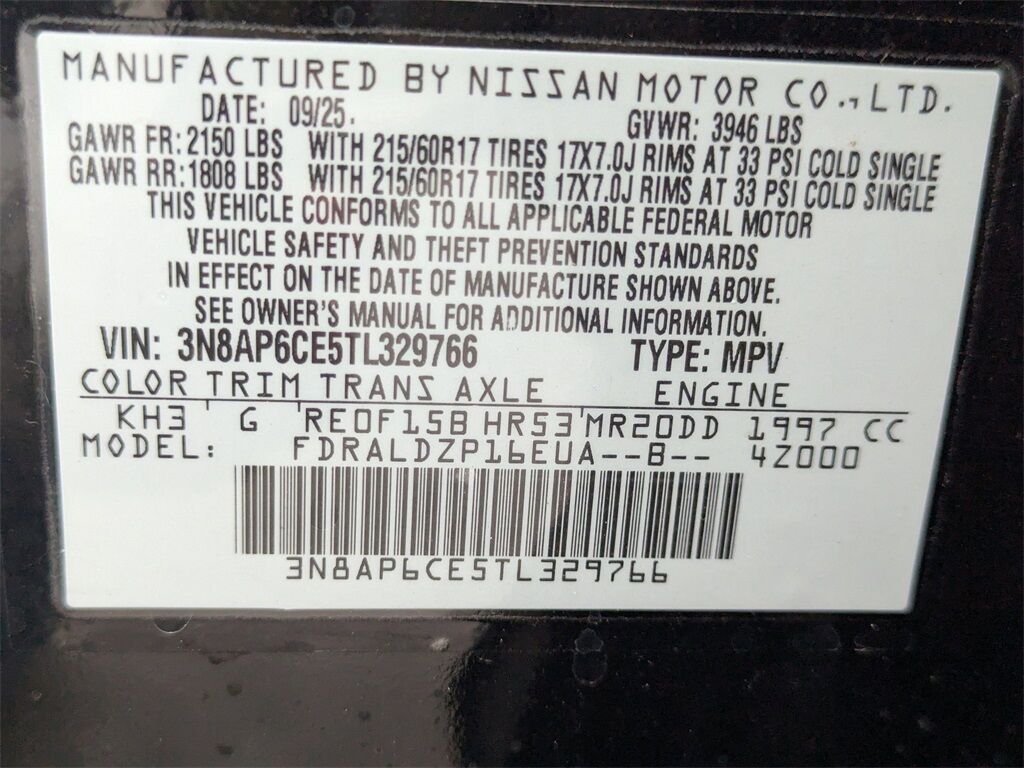 MANUFACTURED BY NISSAN MOTOR CO., LTD.
DATE: 09/25. GVWR: 3946 LBS
GAWR FR: 2150 LBS WITH 215/60R17 TIRES 17X7.0J RIMS AT 33 PSI COLD SINGLE
GAWR RR: 1808 LBS WITH 215/60R17 TIRES 17X7.0J RIMS AT 33 PSI COLD SINGLE
THIS VEHICLE CONFORMS TO ALL APPLICABLE FEDERAL MOTOR
VEHICLE SAFETY AND THEFT PREVENTION STANDARDS
IN EFFECT ON THE DATE OF MANUFACTURE SHOWN ABOVE.
SEE OWNER'S MANUAL FOR ADDITIONAL INFORMATION.
VIN: 3N8AP6CE5TL329766 TYPE: MPV
COLOR TRIM TRANS AXLE ENGINE
KH3 G RE0F15B HR53 MR20DD 1997 CC
MODEL: FDRALDZP16EUA--B-- 4Z000
3N8AP6CE5TL329766